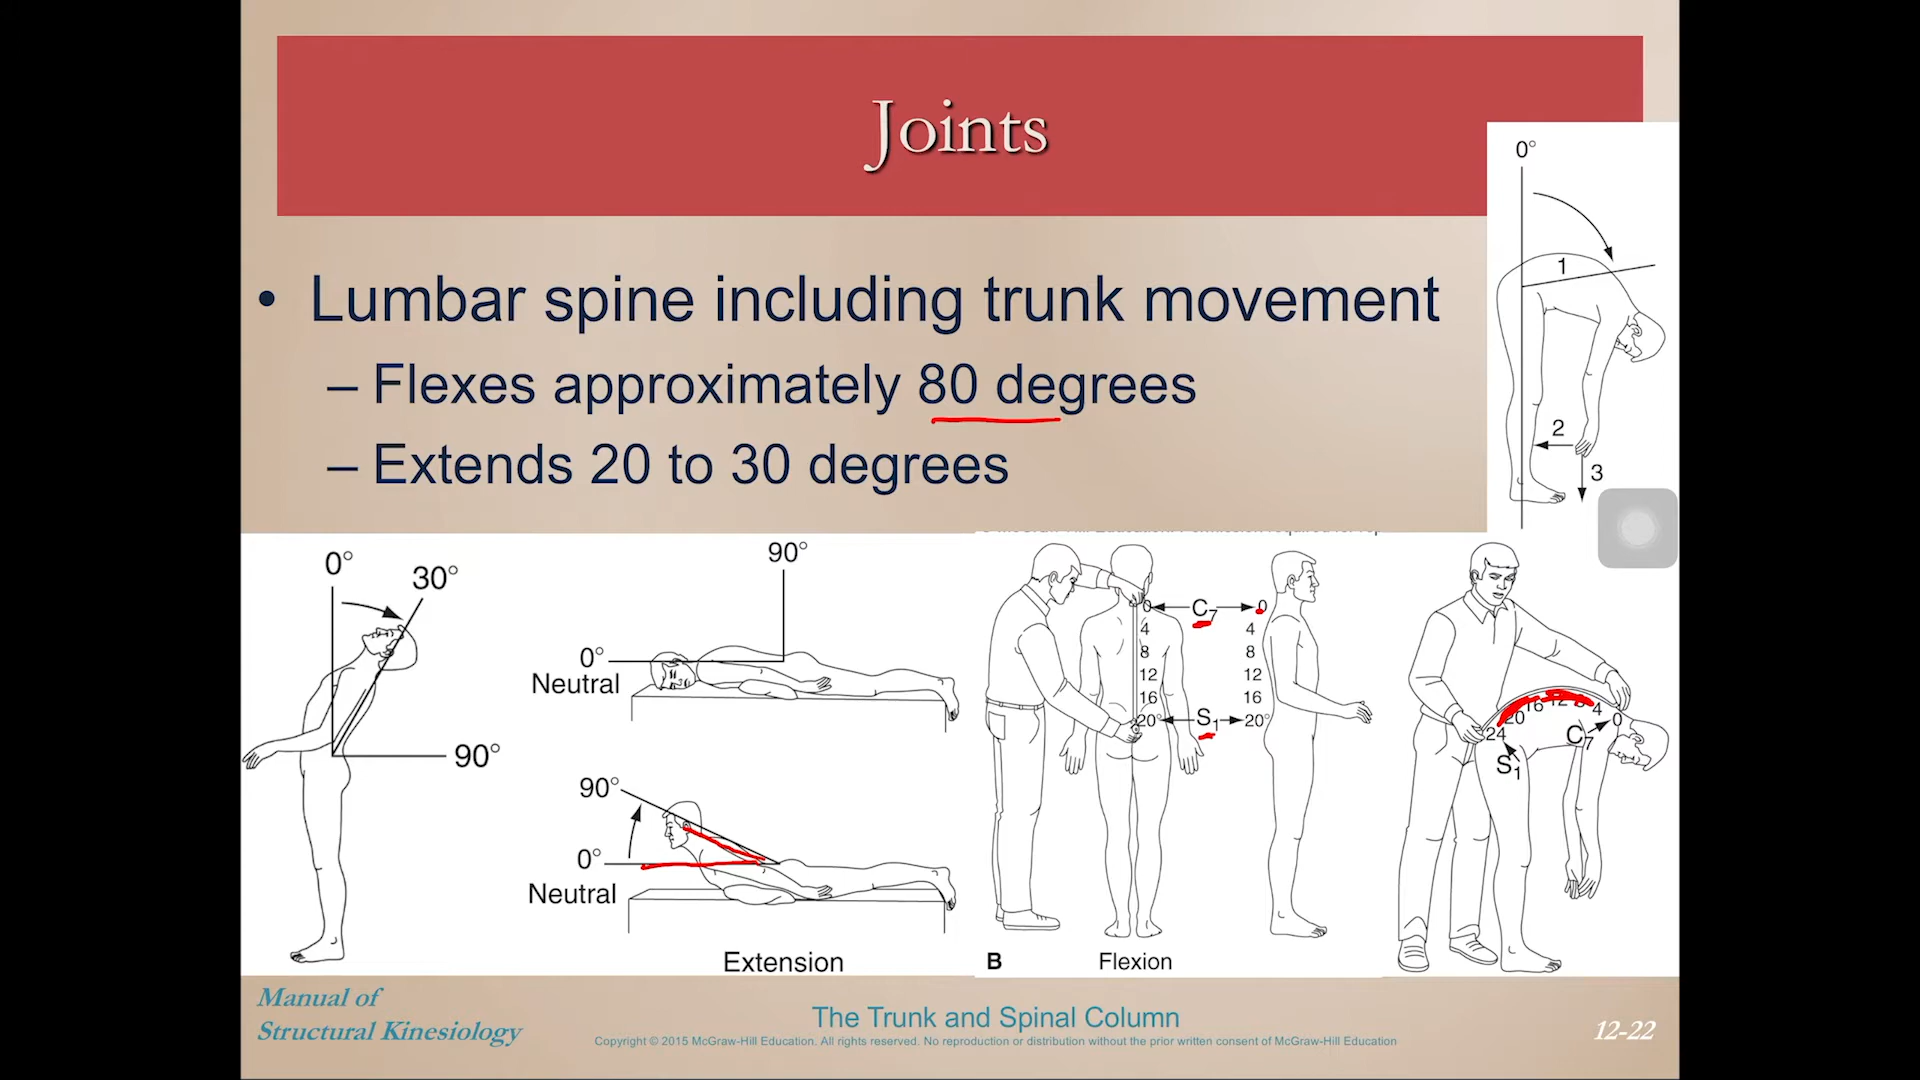 Joints
• Lumbar spine including trunk movement
– Flexes approximately 80 degrees
– Extends 20 to 30 degrees
0°
1
2
3
0°
30°
90°
90°
0°
Neutral
90°
0°
Neutral
Extension
0 C7 0
4 4
8 8
12 12
16 16
20° S1 20°
B Flexion
24 20 16 12 8 4 0
C7
S1
Manual of
Structural Kinesiology
The Trunk and Spinal Column
Copyright © 2015 McGraw-Hill Education. All rights reserved. No reproduction or distribution without the prior written consent of McGraw-Hill Education
12-22